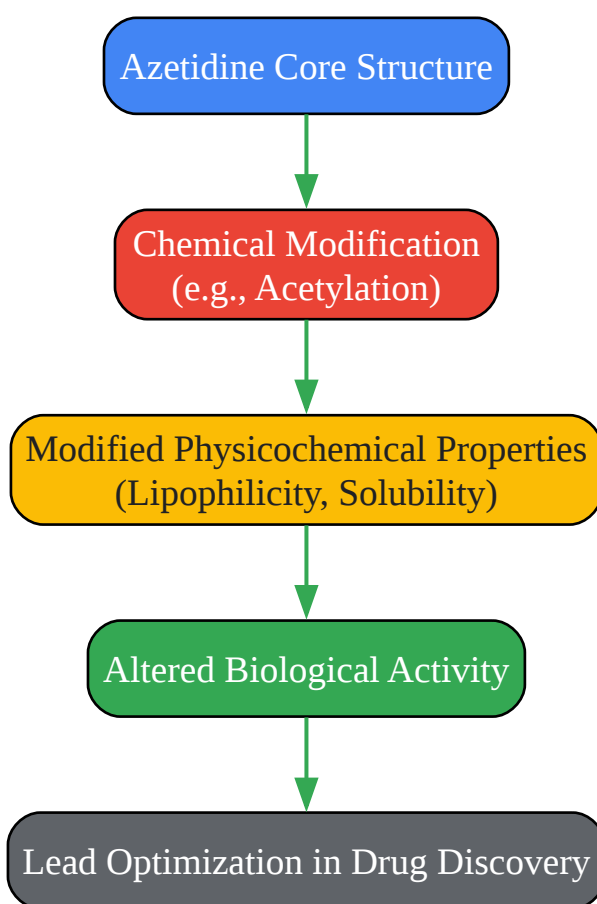 Azetidine Core Structure
Chemical Modification
(e.g., Acetylation)
Modified Physicochemical Properties
(Lipophilicity, Solubility)
Altered Biological Activity
Lead Optimization in Drug Discovery